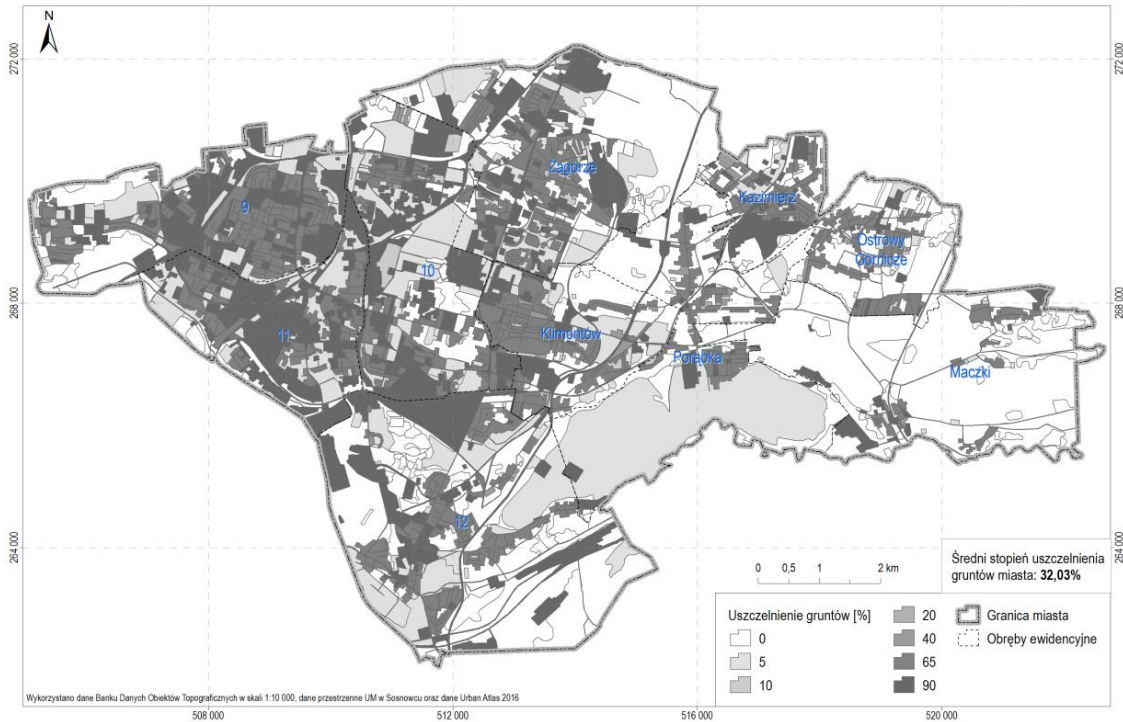 N
272 000
272 000
Zagórze
Kazimierz
9
Ostrowy
Górnicze
10
268 000
268 000
11
Klimontów
Porąbka
Maczki
12
264 000
264 000
0 0,5 1 2 km
Średni stopień uszczelnienia
gruntów miasta: 32,03%
Uszczelnienie gruntów [%]
0
5
10
20
40
65
90
Granica miasta
Obręby ewidencyjne
Wykorzystano dane Banku Danych Obiektów Topograficznych w skali 1:10 000, dane przestrzenne UM w Sosnowcu oraz dane Urban Atlas 2016
508 000
512 000
516 000
520 000